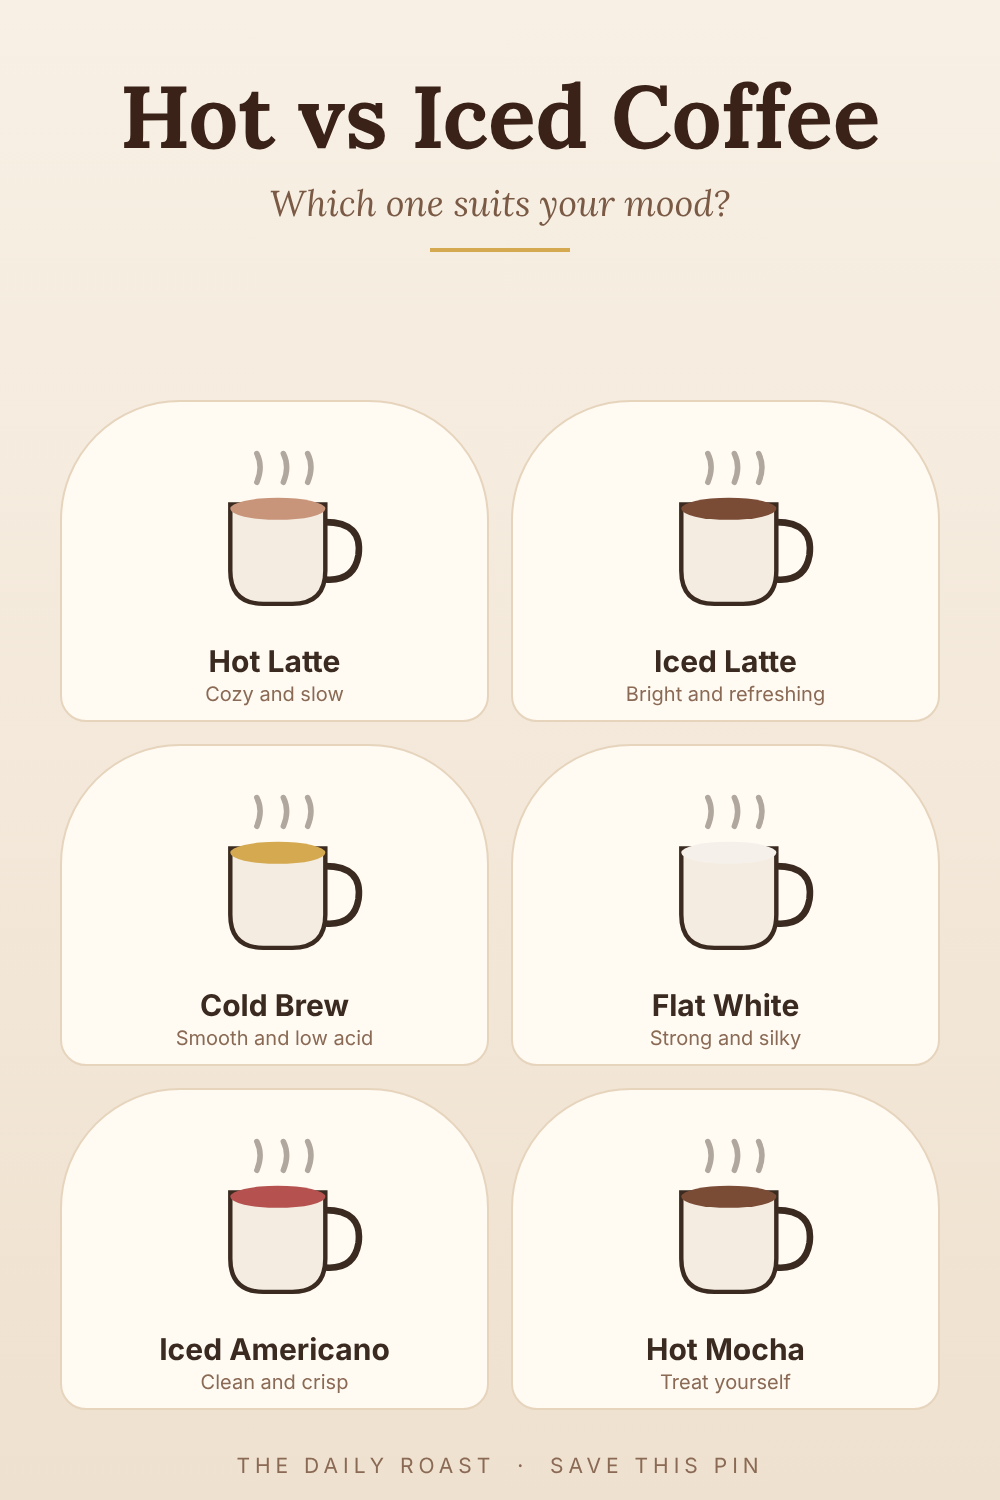 Hot vs Iced Coffee
Which one suits your mood?
Hot Latte
Cozy and slow
Iced Latte
Bright and refreshing
Cold Brew
Smooth and low acid
Flat White
Strong and silky
Iced Americano
Clean and crisp
Hot Mocha
Treat yourself
THE DAILY ROAST · SAVE THIS PIN